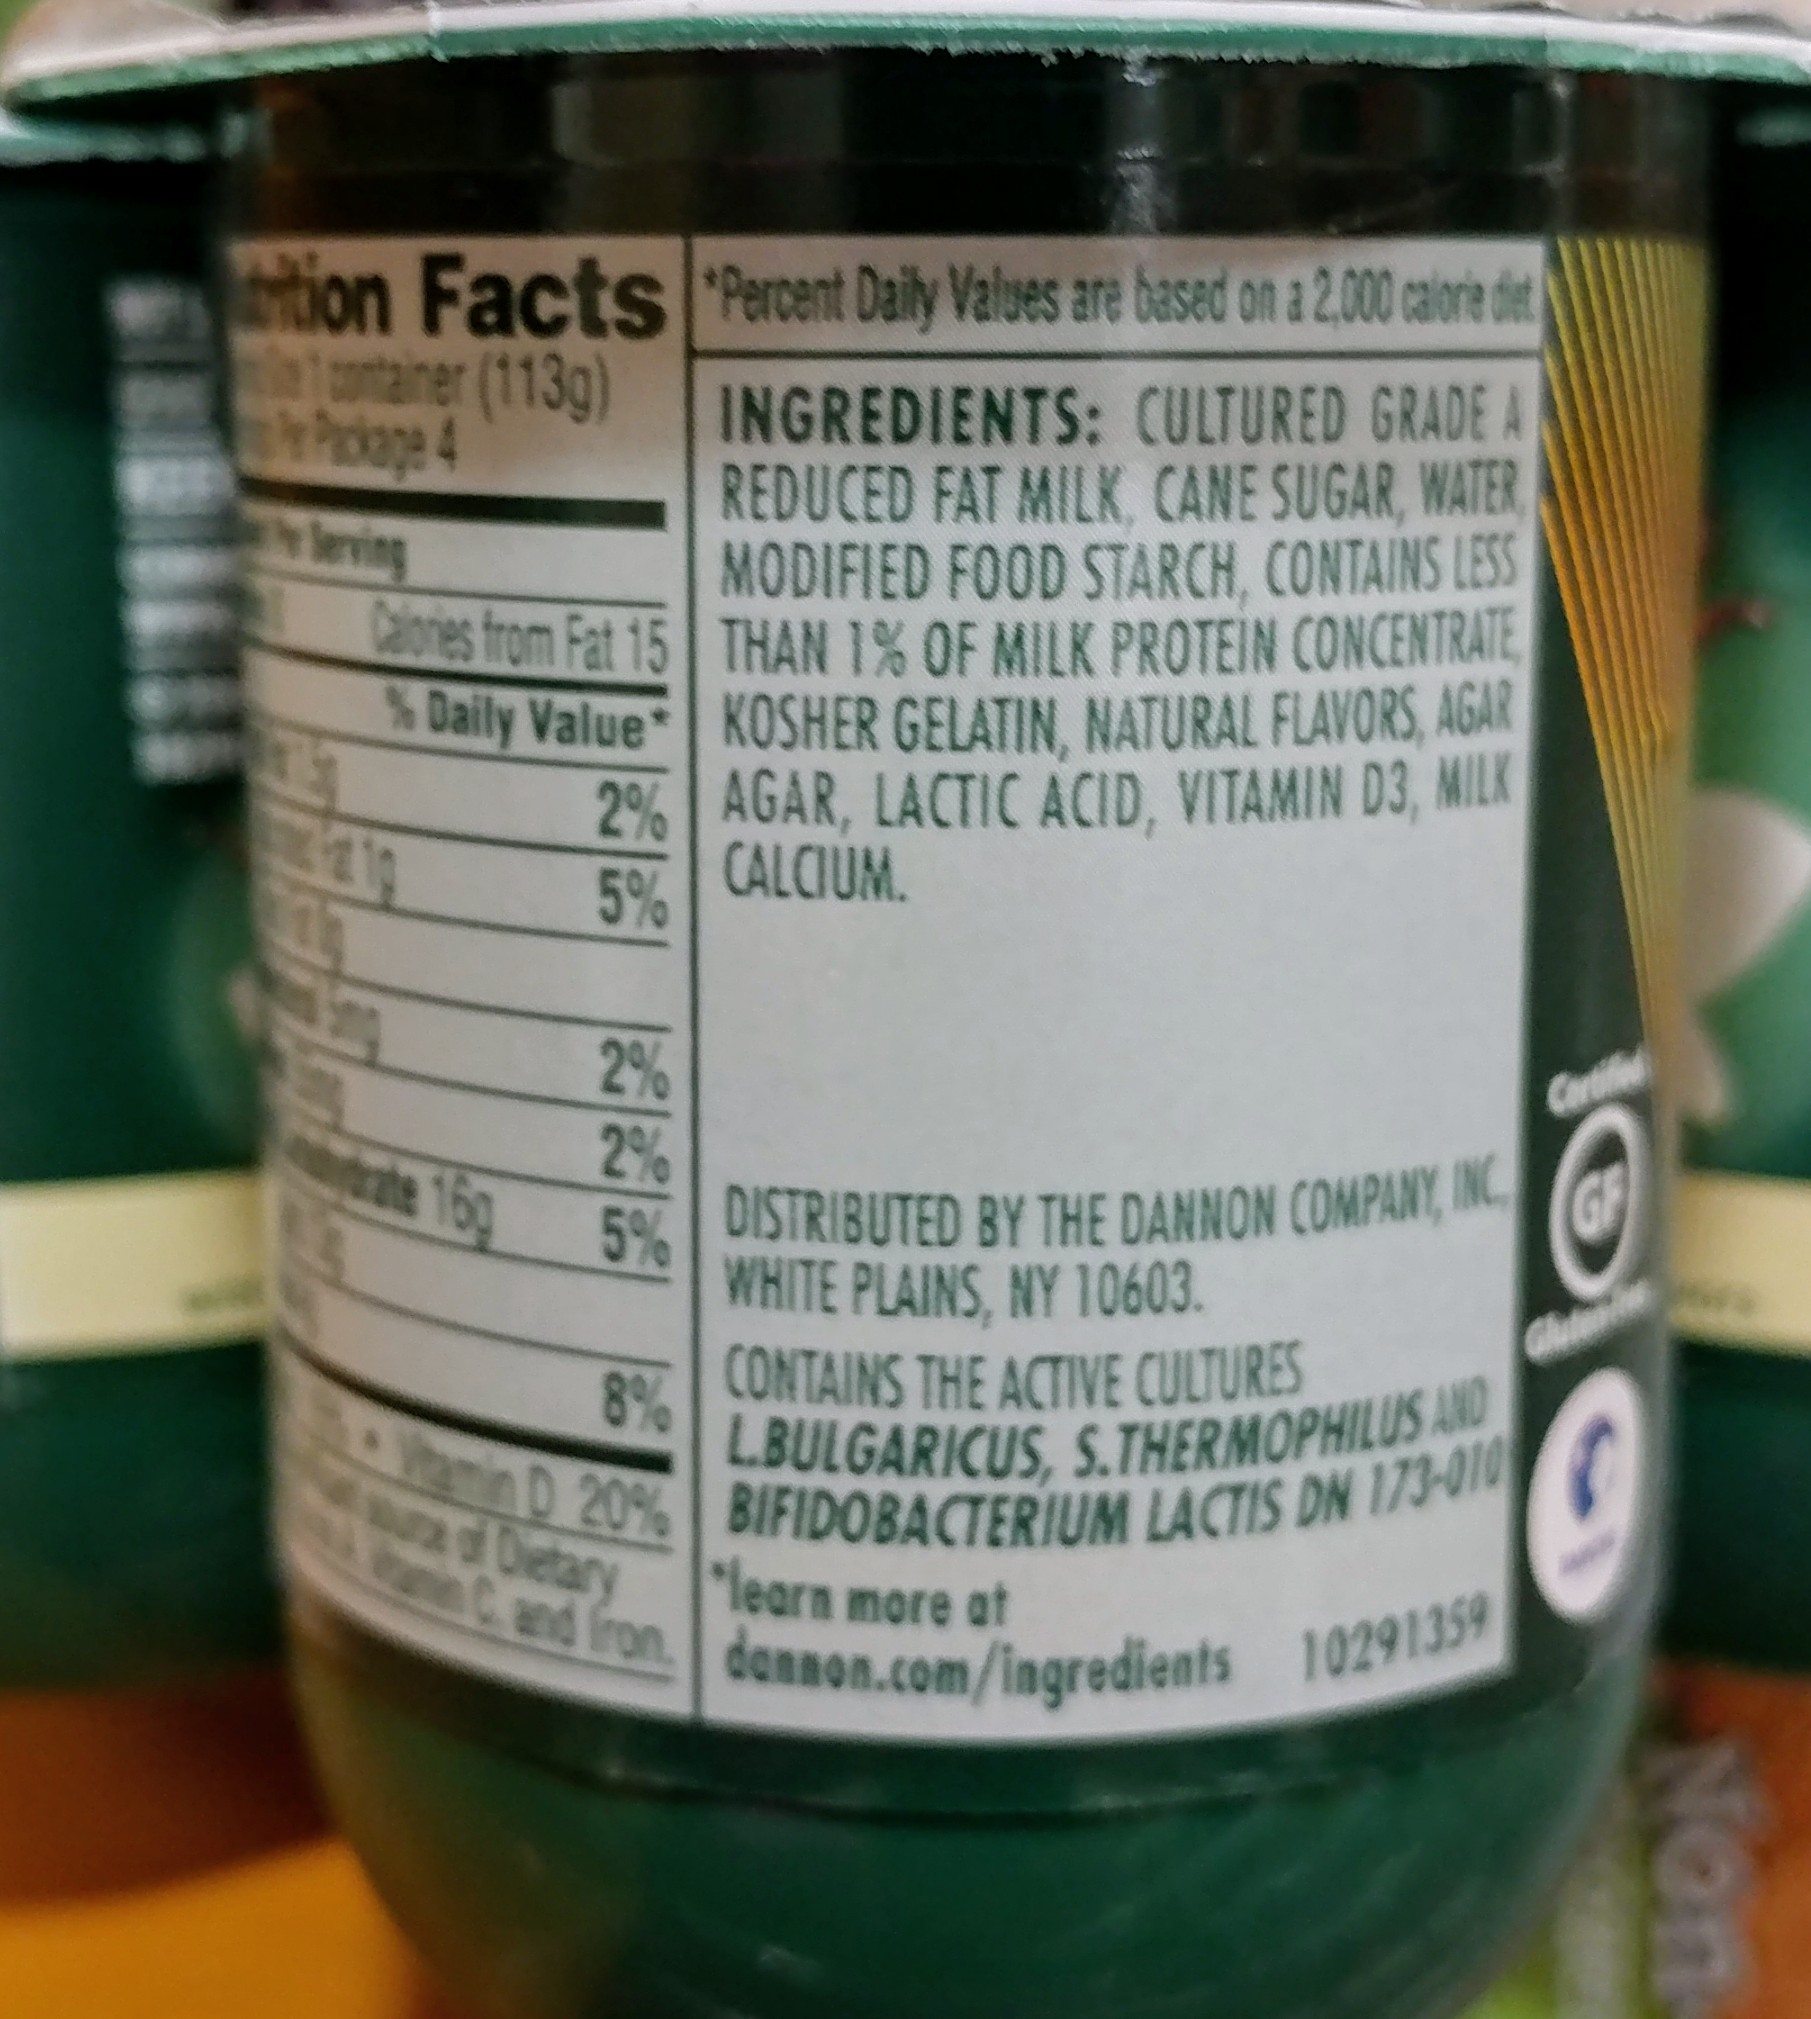 Facts
1 container (113g)
Per Package 4
Per Serving
Calories from Fat 15
% Daily Value*
2%
Fat 1g
5%
5mg
2%
2%
16g
5%
8%
• Vitamin D 20%
source of Dietary
Vitamin C, and Iron.
*Percent Daily Values are based on a 2,000 calorie diet.
INGREDIENTS: CULTURED GRADE A
REDUCED FAT MILK, CANE SUGAR, WATER,
MODIFIED FOOD STARCH, CONTAINS LESS
THAN 1% OF MILK PROTEIN CONCENTRATE,
KOSHER GELATIN, NATURAL FLAVORS, AGAR
AGAR, LACTIC ACID, VITAMIN D3, MILK
CALCIUM.
DISTRIBUTED BY THE DANNON COMPANY, INC.,
WHITE PLAINS, NY 10603.
CONTAINS THE ACTIVE CULTURES
L.BULGARICUS, S.THERMOPHILUS AND
BIFIDOBACTERIUM LACTIS DN 173-010
*learn more at
dannon.com/ingredients 10291359
GF